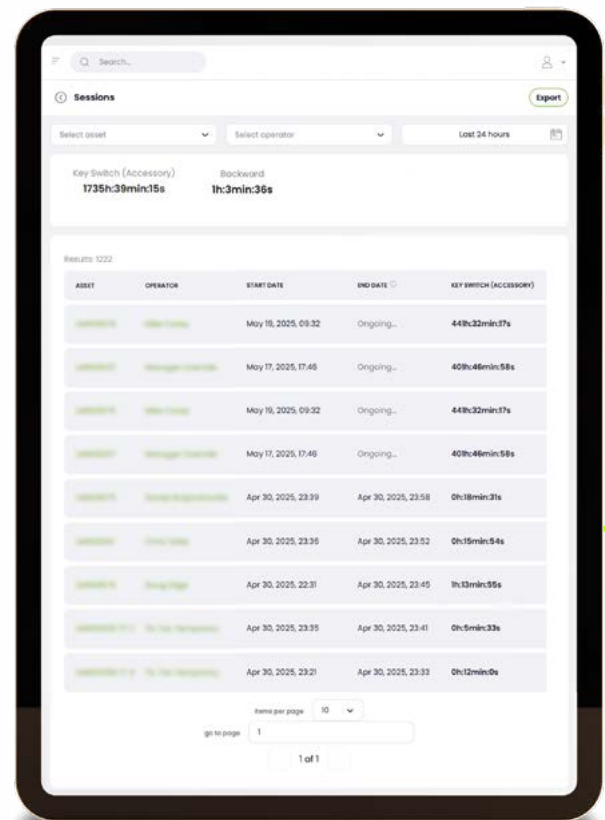 Search...
Sessions
Export
Select asset
Select operator
Last 24 hours
Key Switch (Accessory) Backward
1735h:39min:15s 1h:3min:36s
Results: 1222
ASSET OPERATOR START DATE END DATE KEY SWITCH (ACCESSORY)
May 19, 2025, 09:32 Ongoing... 441h:32min:17s
May 17, 2025, 17:46 Ongoing... 401h:46min:58s
May 19, 2025, 09:32 Ongoing... 441h:32min:17s
May 17, 2025, 17:46 Ongoing... 401h:46min:58s
Apr 30, 2025, 23:39 Apr 30, 2025, 23:58 0h:18min:31s
Apr 30, 2025, 23:36 Apr 30, 2025, 23:52 0h:15min:54s
Apr 30, 2025, 22:31 Apr 30, 2025, 23:45 1h:13min:55s
Apr 30, 2025, 23:35 Apr 30, 2025, 23:41 0h:5min:33s
Apr 30, 2025, 23:21 Apr 30, 2025, 23:33 0h:12min:0s
Items per page 10
go to page 1
1 of 1